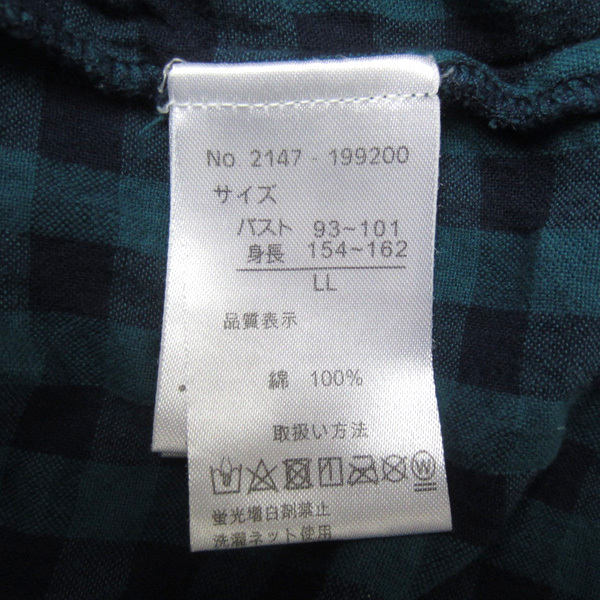 No. 2147 - 199200
サイズ
バスト 93~101
身長 154~162
LL
品質表示
綿 100%
取扱い方法
W
蛍光増白剤禁止
洗濯ネット使用